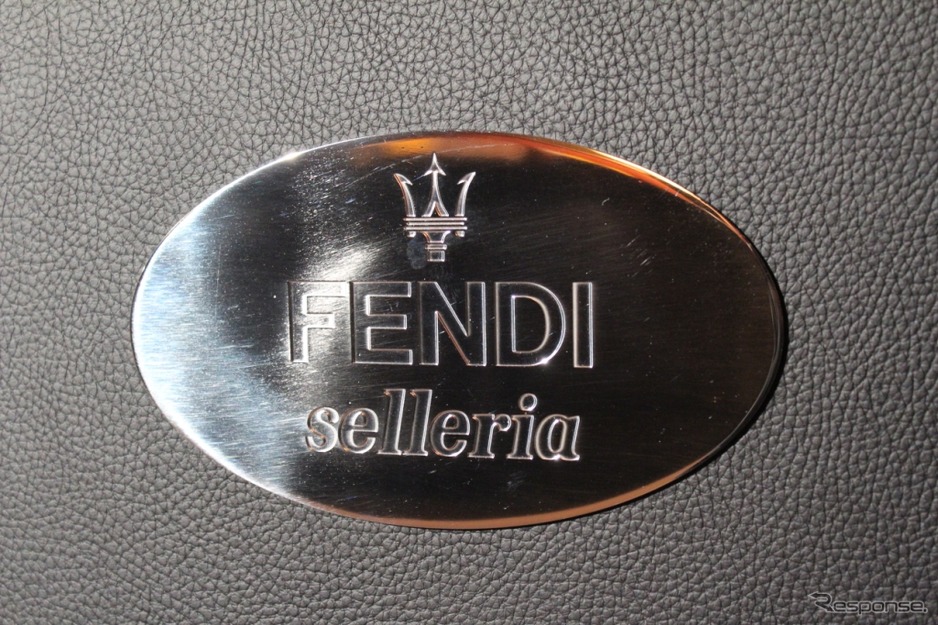 FENDI
selleria
Response.